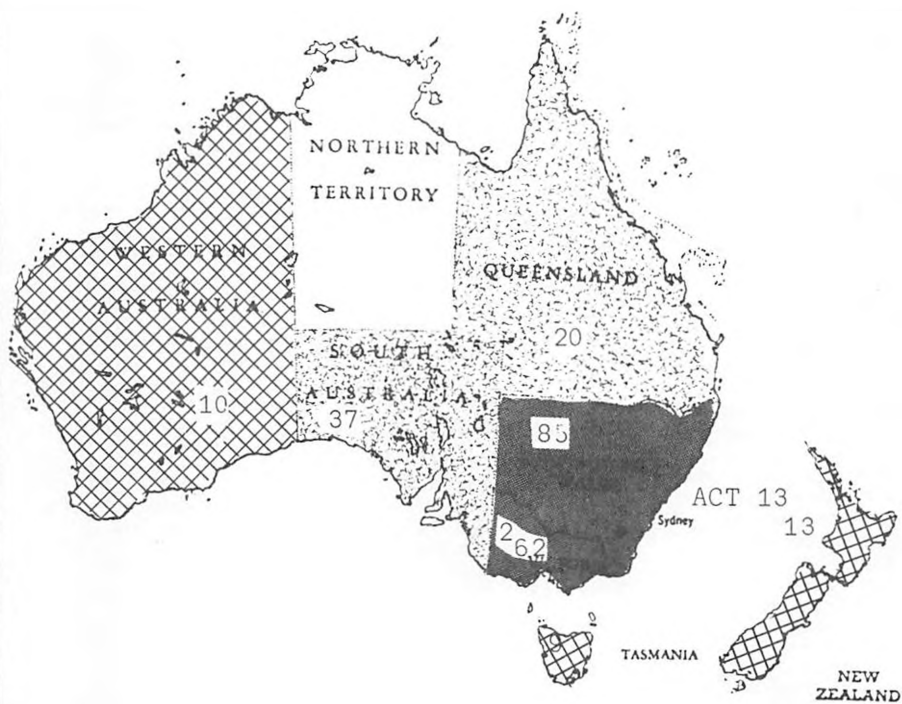 NORTHERN
TERRITORY
WESTERN
AUSTRALIA
QUEENSLAND
20
SOUTH
AUSTRALIA
10
37
85
ACT 13
Sydney
13
262
9
TASMANIA
NEW
ZEALAND